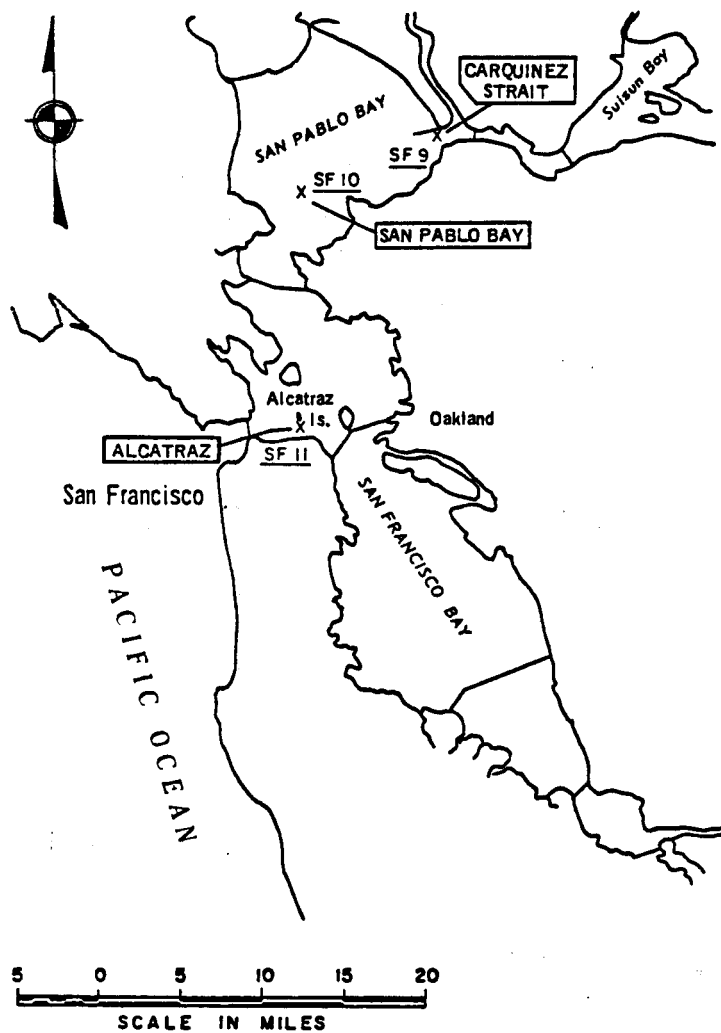 CARQUINEZ
STRAIT
Suisun Bay
SAN PABLO BAY
SF 9
SF 10
SAN PABLO BAY
Alcatraz
Is.
Oakland
ALCATRAZ
SF 11
San Francisco
SAN FRANCISCO BAY
PACIFIC OCEAN
5 0 5 10 15 20
SCALE IN MILES